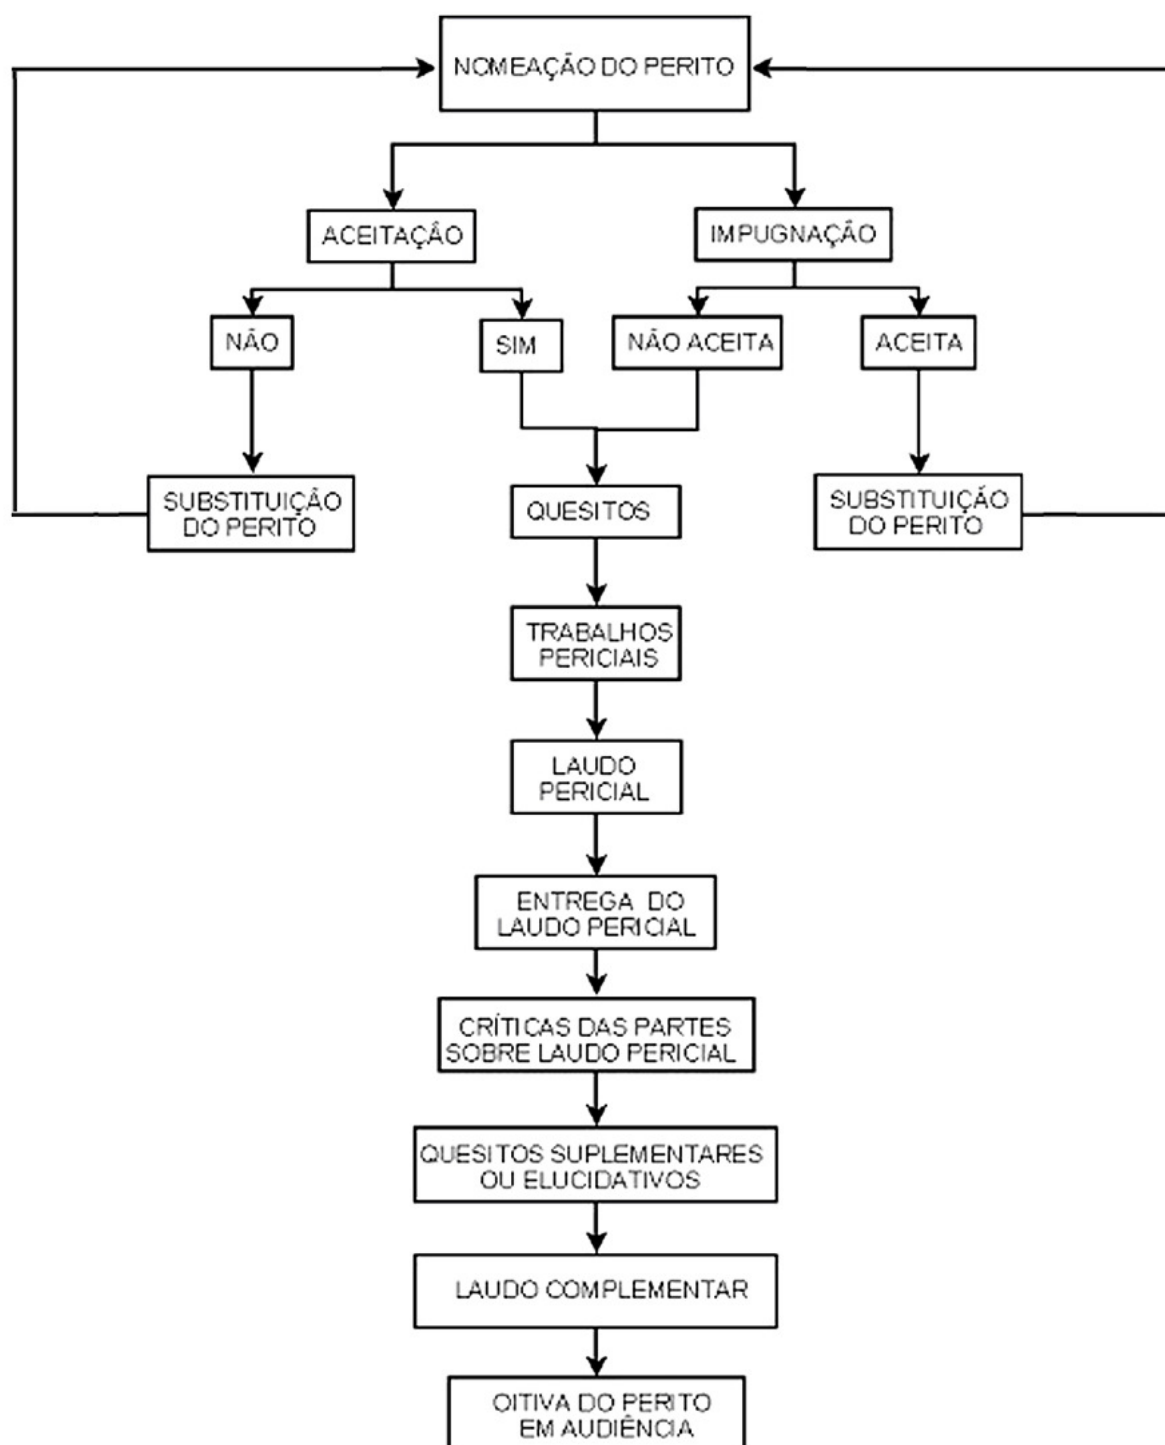 NOMEAÇÃO DO PERITO
ACEITAÇÃO
IMPUGNAÇÃO
NÃO
SIM
NÃO ACEITA
ACEITA
SUBSTITUIÇÃO
DO PERITO
QUESITOS
SUBSTITUIÇÃO
DO PERITO
TRABALHOS
PERICIAIS
LAUDO
PERICIAL
ENTREGA DO
LAUDO PERICIAL
CRÍTICAS DAS PARTES
SOBRE LAUDO PERICIAL
QUESITOS SUPLEMENTARES
OU ELUCIDATIVOS
LAUDO COMPLEMENTAR
OITIVA DO PERITO
EM AUDIÊNCIA